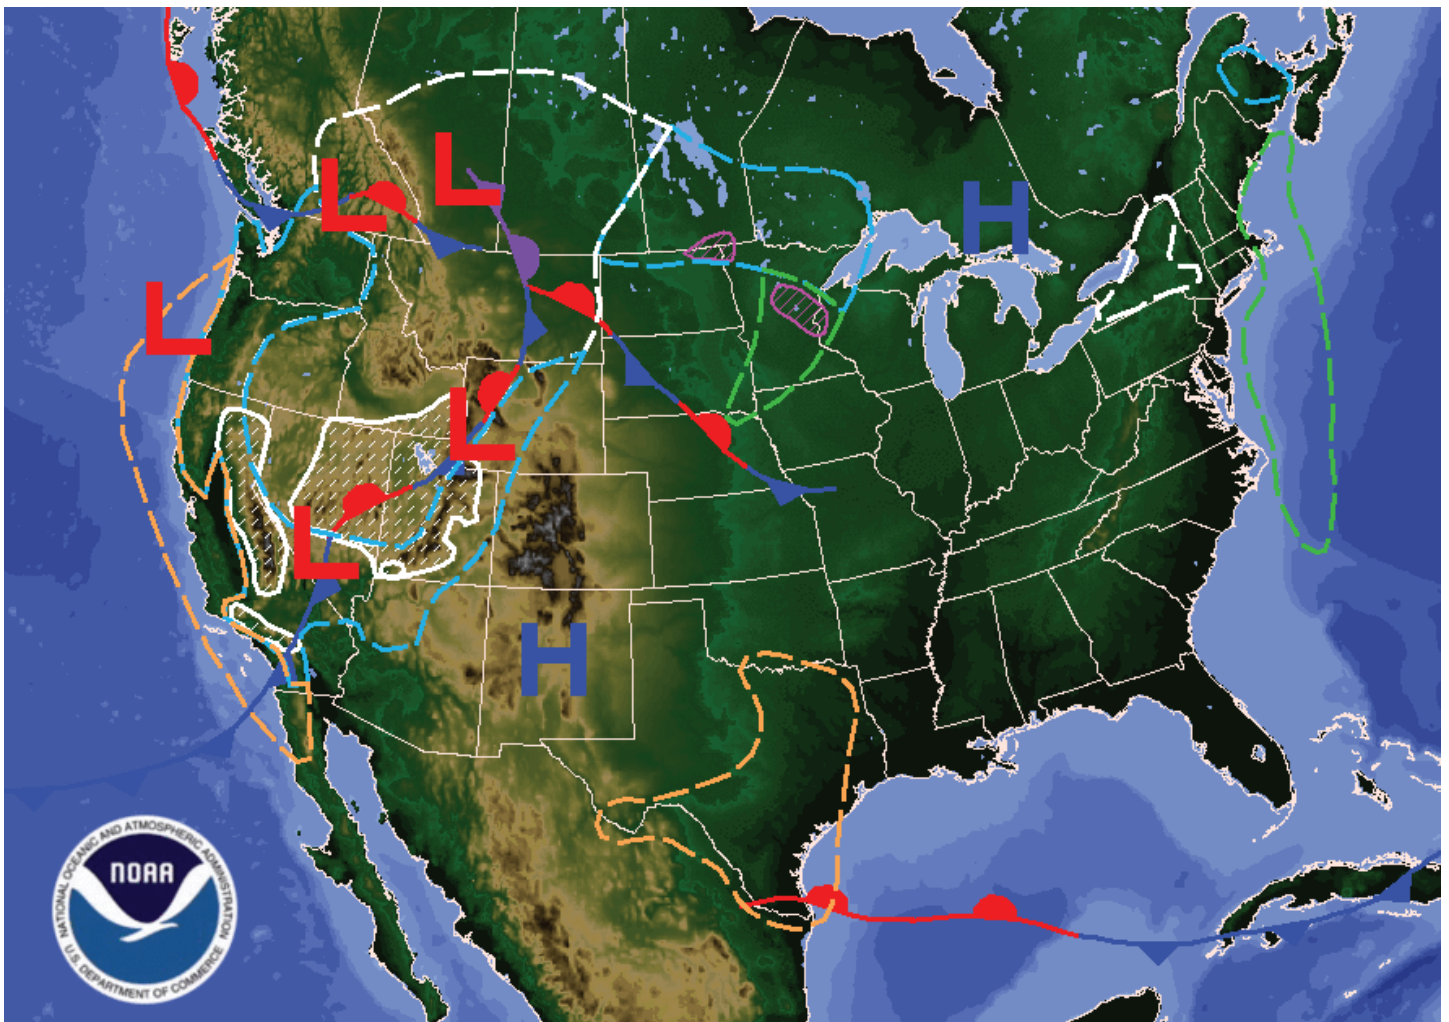 L
L
H
L
L
L
H
NATIONAL OCEANIC AND ATMOSPHERIC ADMINISTRATION
NOAA
U.S. DEPARTMENT OF COMMERCE